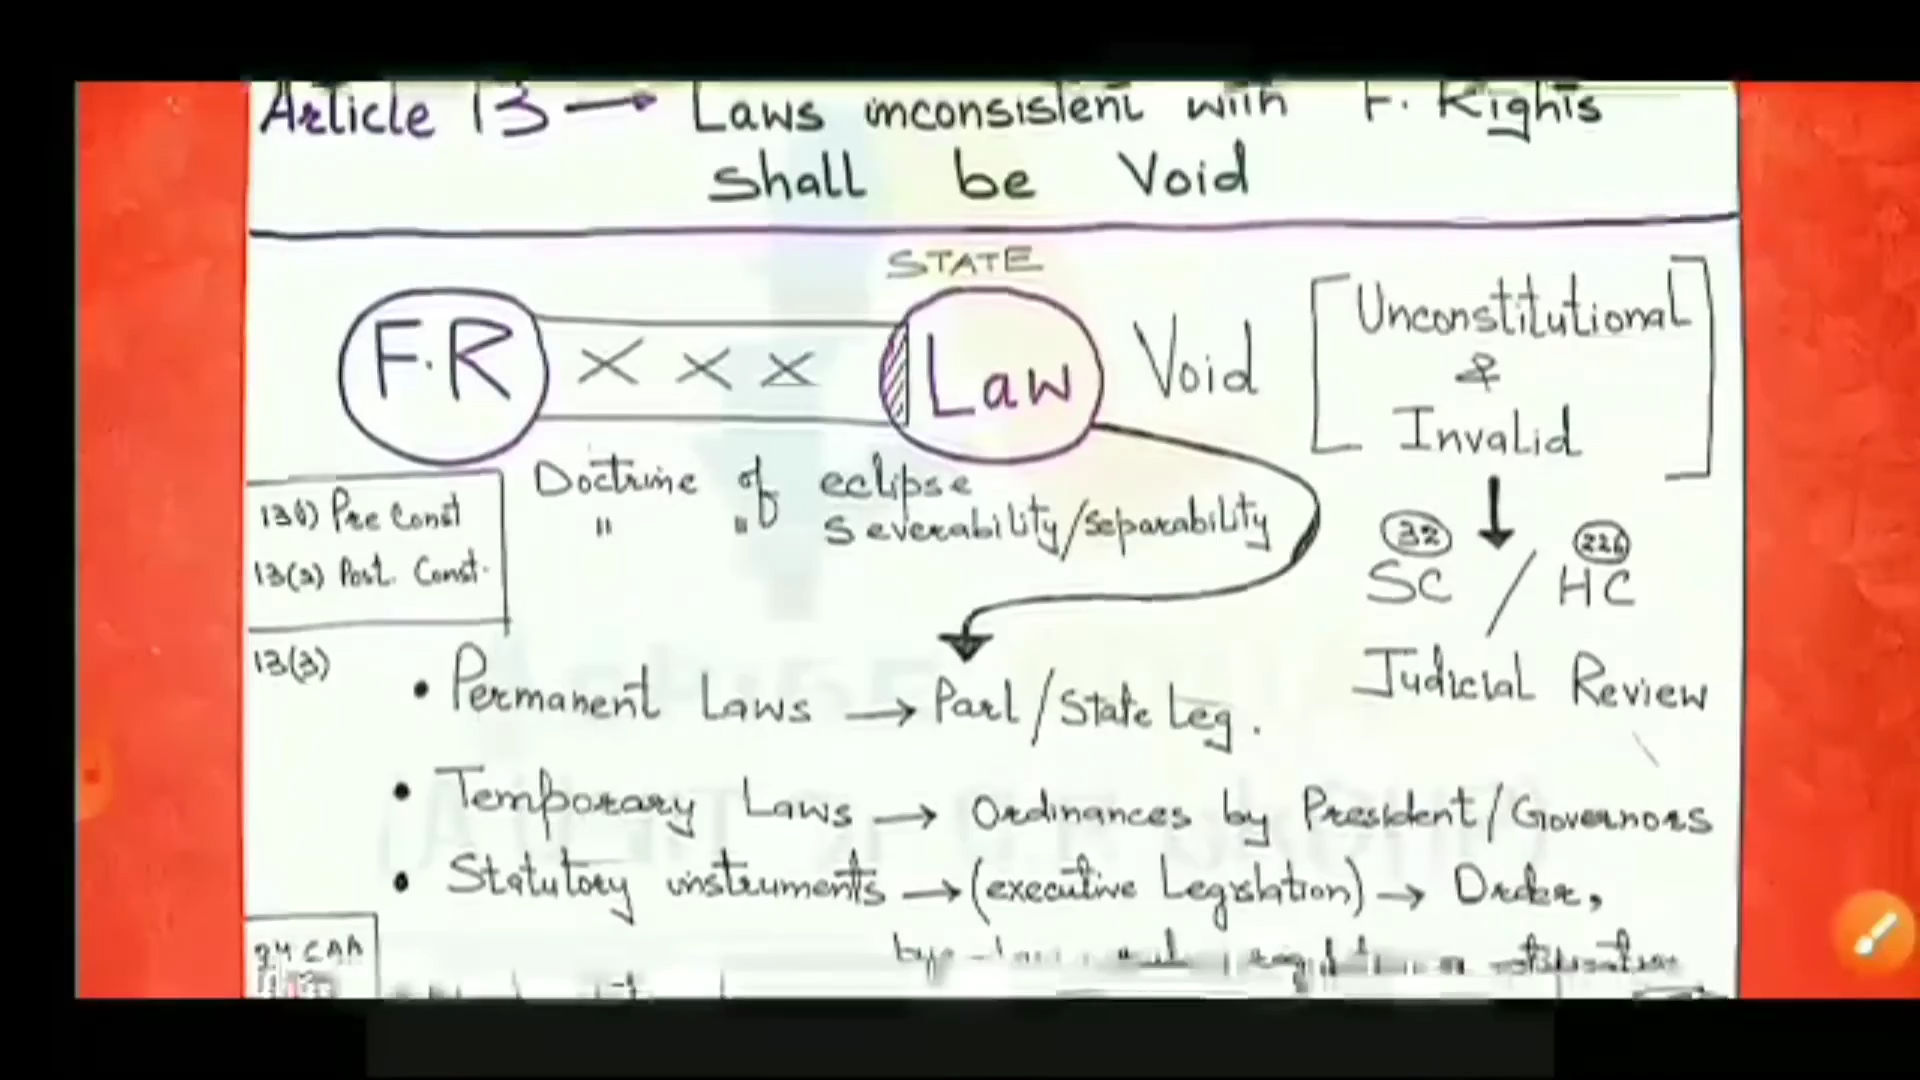 Article 13 → Laws inconsistent with F. Rights
shall be Void
STATE
F.R X X X Law Void
[Unconstitutional
&
Invalid]
Doctrine of eclipse
" " Severability/Separability
13(1) Pre Const
13(2) Post. Const.
32 226
SC / HC
Judicial Review
13(3)
• Permanent Laws → Parl/State Leg.
• Temporary Laws → Ordinances by President/Governors
• Statutory instruments → (executive Legislation) → Order,
24 CAA